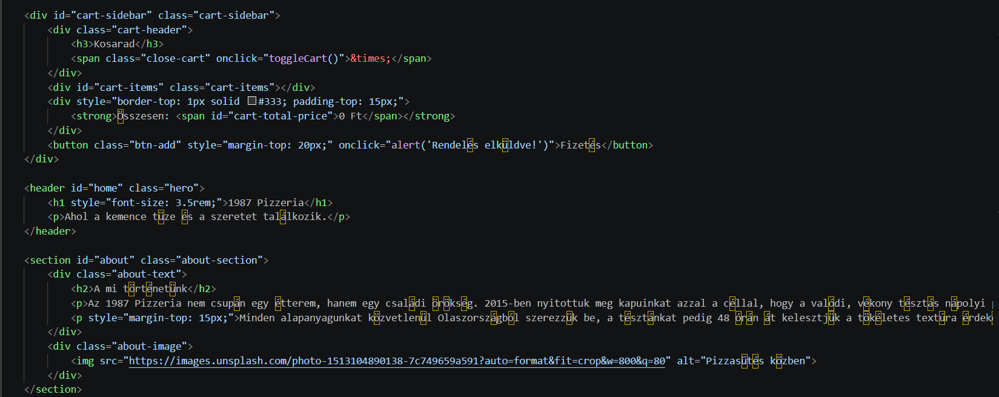 <div id="cart-sidebar" class="cart-sidebar">
<div class="cart-header">
<h3>Kosarad</h3>
<span class="close-cart" onclick="toggleCart()">&times;</span>
</div>
<div id="cart-items" class="cart-items"></div>
<div style="border-top: 1px solid #333; padding-top: 15px;">
<strong>Összesen: <span id="cart-total-price">0 Ft</span></strong>
</div>
<button class="btn-add" style="margin-top: 20px;" onclick="alert('Rendelés elküldve!')">Fizetés</button>
</div>
<header id="home" class="hero">
<h1 style="font-size: 3.5rem;">1987 Pizzeria</h1>
<p>Ahol a kemence tüze és a szeretet találkozik.</p>
</header>
<section id="about" class="about-section">
<div class="about-text">
<h2>A mi történetünk</h2>
<p>Az 1987 Pizzeria nem csupán egy étterem, hanem egy családi örökség. 2015-ben nyitottuk meg kapuinkat azzal a céllal, hogy a valódi, vékony tésztás nápolyi
<p style="margin-top: 15px;">Minden alapanyagunkat közvetlenül Olaszországból szerezzük be, a tésztánkat pedig 48 órán át kelesztjük a tökéletes textúra érdek
</div>
<div class="about-image">
<img src="https://images.unsplash.com/photo-1513104890138-7c749659a591?auto=format&fit=crop&w=800&q=80" alt="Pizzasütés közben">
</div>
</section>